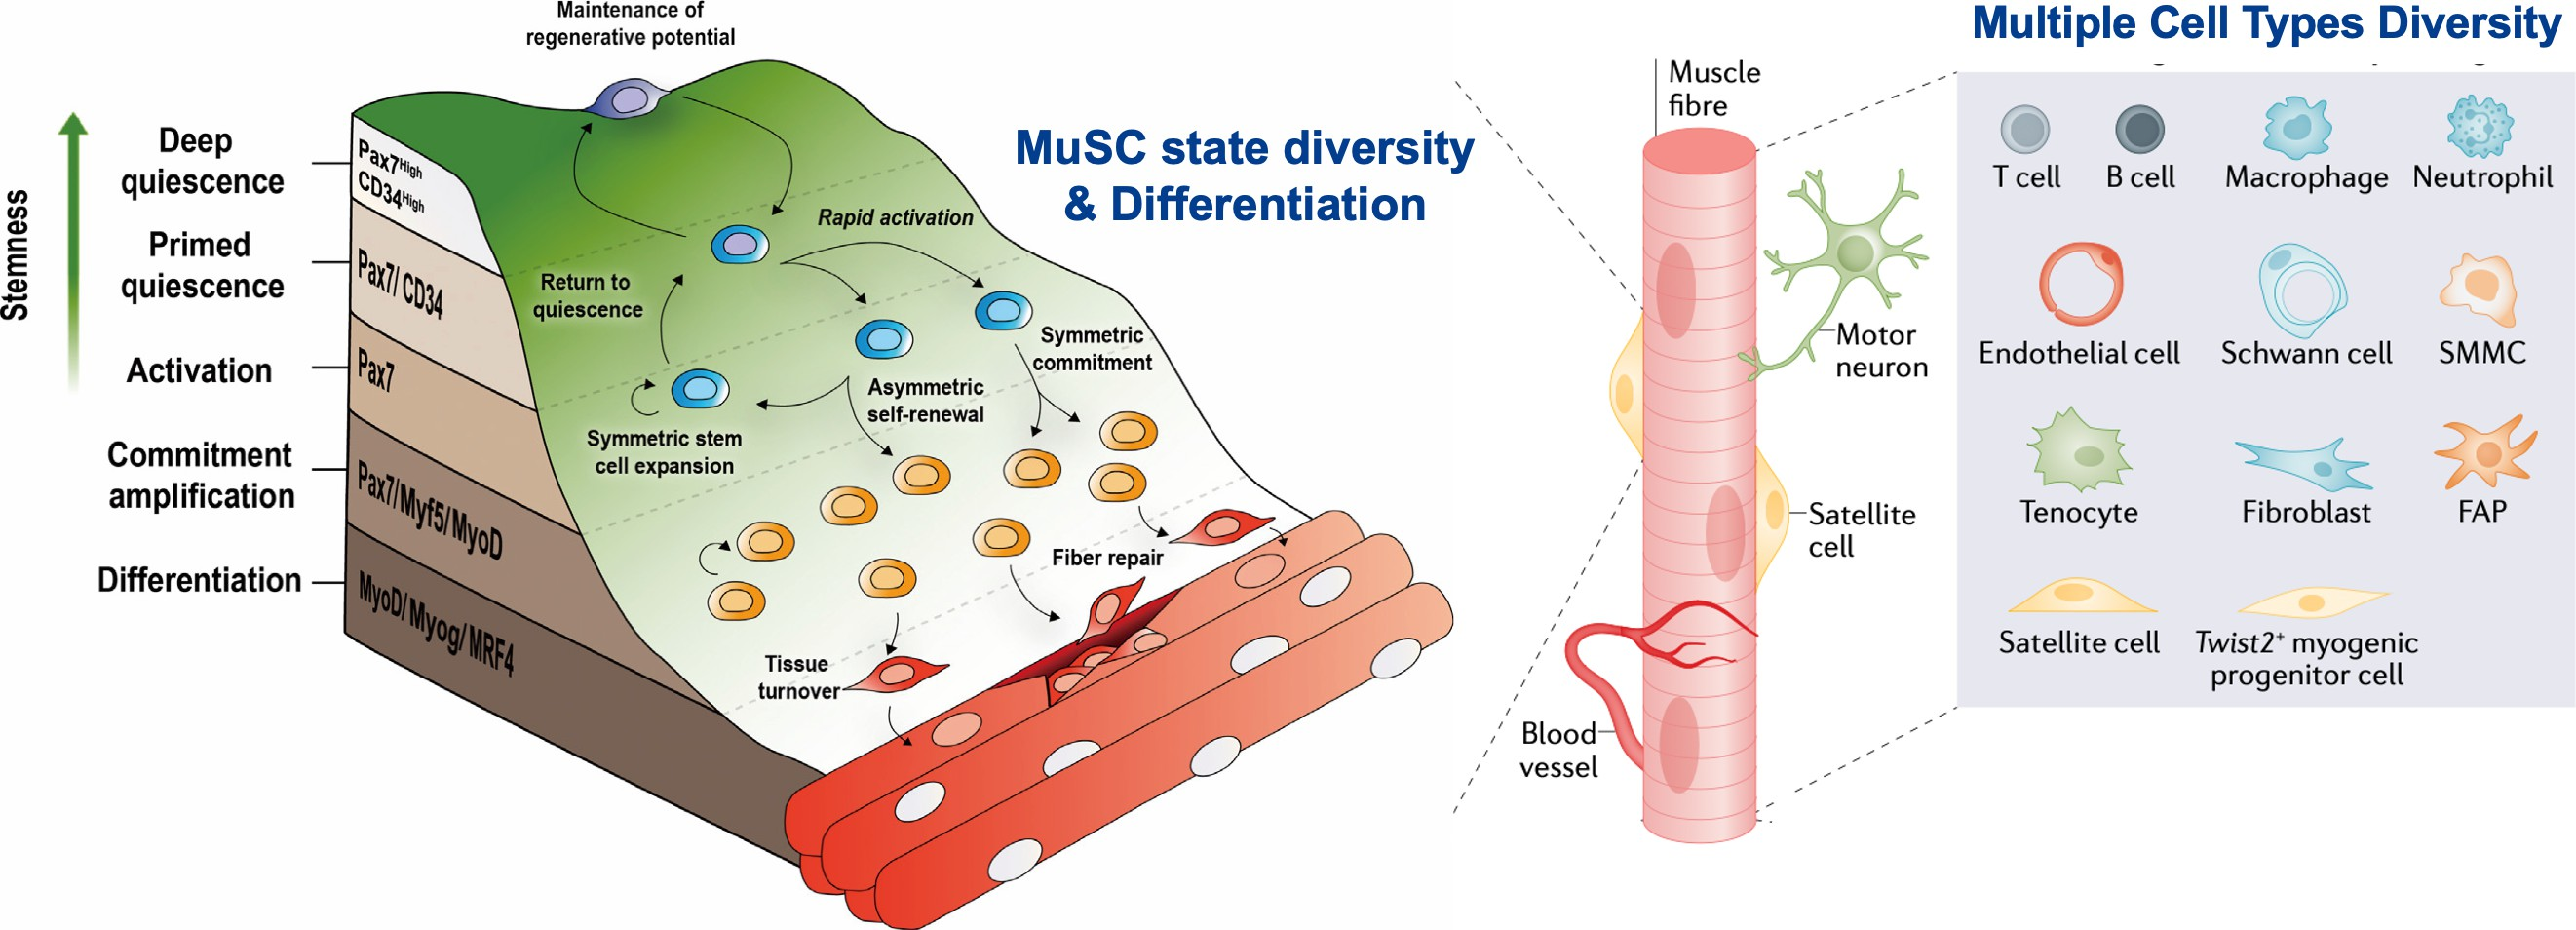 Maintenance of
regenerative potential
Stemness
Deep
quiescence
Primed
quiescence
Activation
Commitment
amplification
Differentiation
Pax7High
CD34High
Pax7/ CD34
Pax7
Pax7/Myf5/MyoD
MyoD/Myog/MRF4
MuSC state diversity
& Differentiation
Rapid activation
Return to
quiescence
Symmetric
commitment
Asymmetric
self-renewal
Symmetric stem
cell expansion
Fiber repair
Tissue
turnover
Muscle
fibre
Motor
neuron
Satellite
cell
Blood
vessel
Multiple Cell Types Diversity
T cell
B cell
Macrophage
Neutrophil
Endothelial cell
Schwann cell
SMMC
Tenocyte
Fibroblast
FAP
Satellite cell
Twist2+ myogenic
progenitor cell